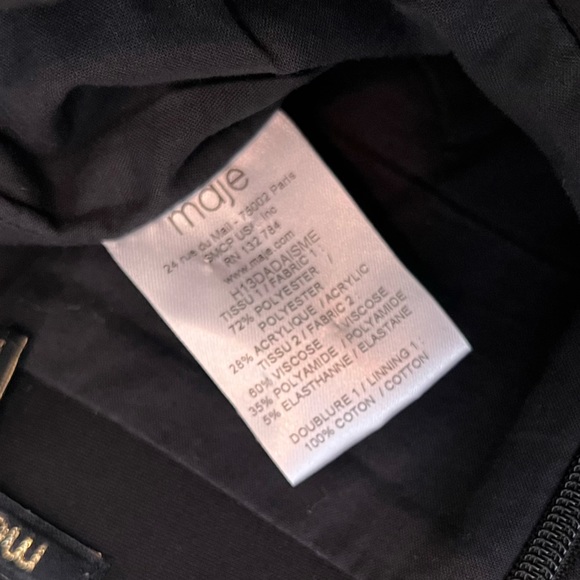 maje
24 rue du Mail - 75002 Paris
SMCP USA Inc
RN 132 784
www.maje.com
H13DADAISME
TISSU 1 / FABRIC 1 :
72% POLYESTER /
POLYESTER
28% ACRYLIQUE / ACRYLIC
TISSU 2 / FABRIC 2 :
60% VISCOSE / VISCOSE
35% POLYAMIDE / POLYAMIDE
5% ELASTHANNE / ELASTANE
DOUBLURE 1 / LINNING 1 :
100% COTON / COTTON